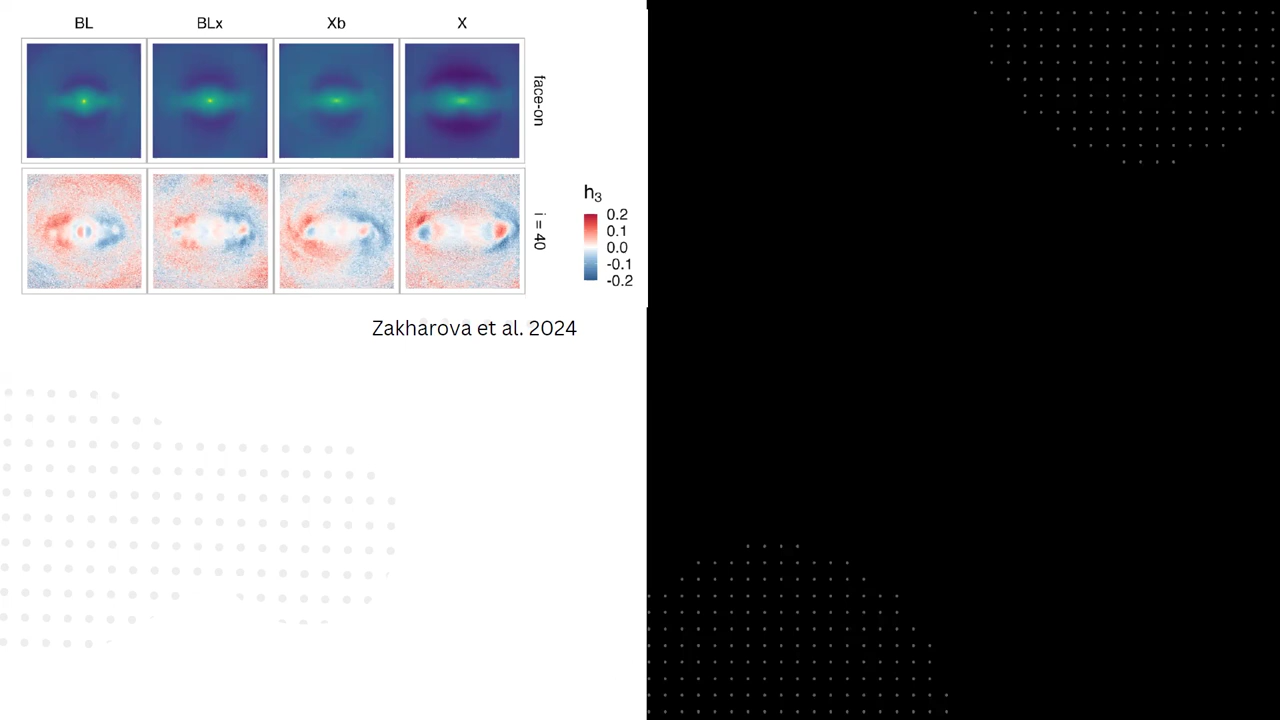 BL BLx Xb X
face-on
i = 40
h3
0.2
0.1
0.0
-0.1
-0.2
Zakharova et al. 2024